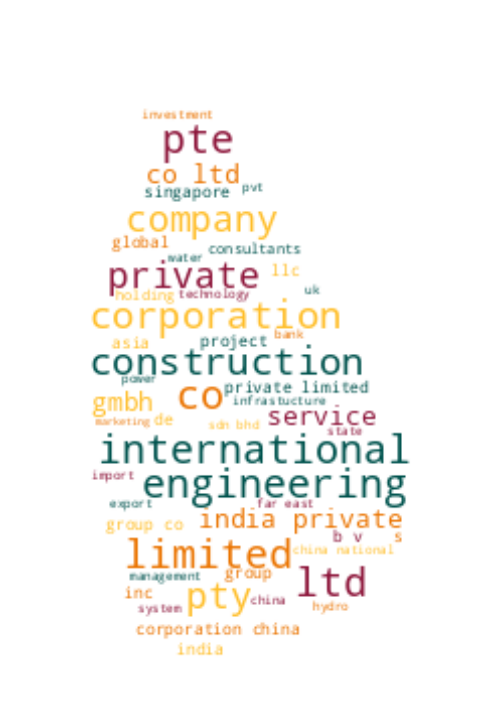 investment
pte
co ltd
singapore pvt
company
global consultants
water
private llc
holding technology uk
corporation
bank
asia project
construction
power
co private limited
gmbh infrastucture
service
marketing de sdn bhd state
international
import engineering
export far east
group co india private
b v s
limited china national
management group ltd
inc pty china
system hydro
corporation china
india